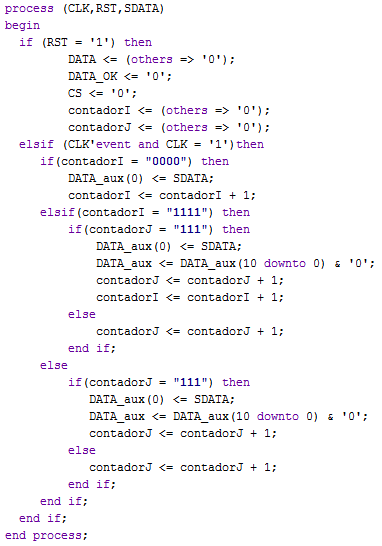 process (CLK,RST,SDATA)
begin
  if (RST = '1') then
         DATA <= (others => '0');
         DATA_OK <= '0';
         CS <= '0';
         contadorI <= (others => '0');
         contadorJ <= (others => '0');
  elsif (CLK'event and CLK = '1')then
     if(contadorI = "0000") then
         DATA_aux(0) <= SDATA;
         contadorI <= contadorI + 1;
     elsif(contadorI = "1111") then
         if(contadorJ = "111") then
             DATA_aux(0) <= SDATA;
             DATA_aux <= DATA_aux(10 downto 0) & '0';
             contadorJ <= contadorJ + 1;
             contadorI <= contadorI + 1;
         else
             contadorJ <= contadorJ + 1;
         end if;
     else
         if(contadorJ = "111") then
            DATA_aux(0) <= SDATA;
            DATA_aux <= DATA_aux(10 downto 0) & '0';
            contadorJ <= contadorJ + 1;
         else
            contadorJ <= contadorJ + 1;
         end if;
     end if;
  end if;
end process;